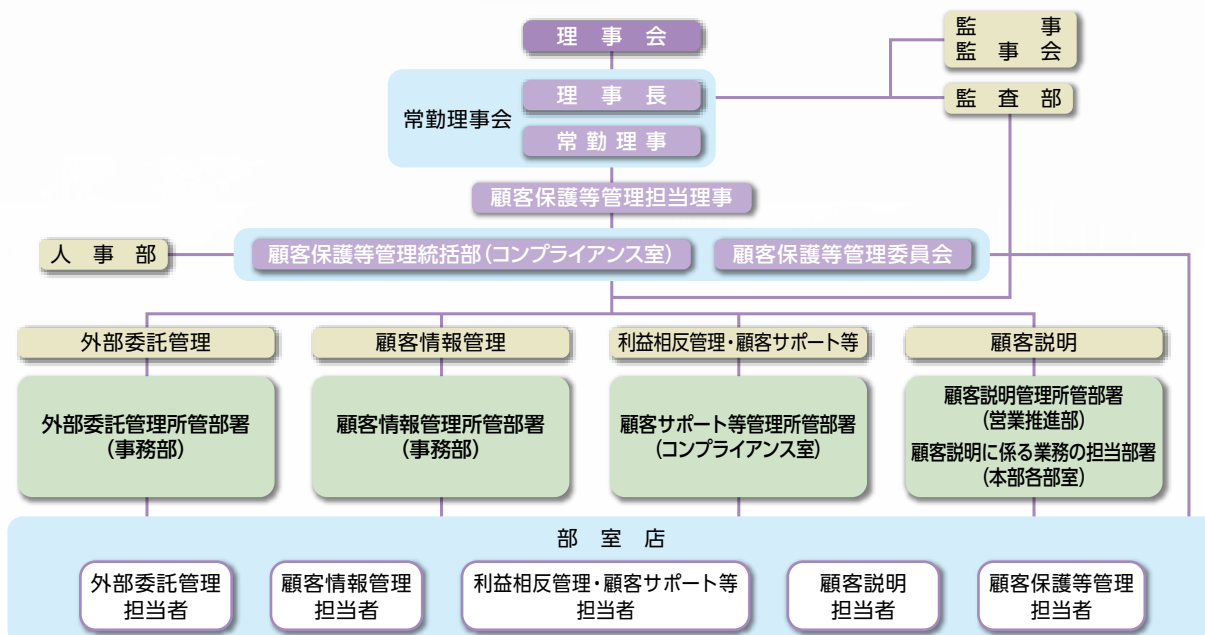 理事会
監事
監事会
常勤理事会
理事長
監査部
常勤理事
顧客保護等管理担当理事
人事部
顧客保護等管理統括部(コンプライアンス室)
顧客保護等管理委員会
外部委託管理
顧客情報管理
利益相反管理・顧客サポート等
顧客説明
外部委託管理所管部署
(事務部)
顧客情報管理所管部署
(事務部)
顧客サポート等管理所管部署
(コンプライアンス室)
顧客説明管理所管部署
(営業推進部)
顧客説明に係る業務の担当部署
(本部各部室)
部室店
外部委託管理
担当者
顧客情報管理
担当者
利益相反管理・顧客サポート等
担当者
顧客説明
担当者
顧客保護等管理
担当者